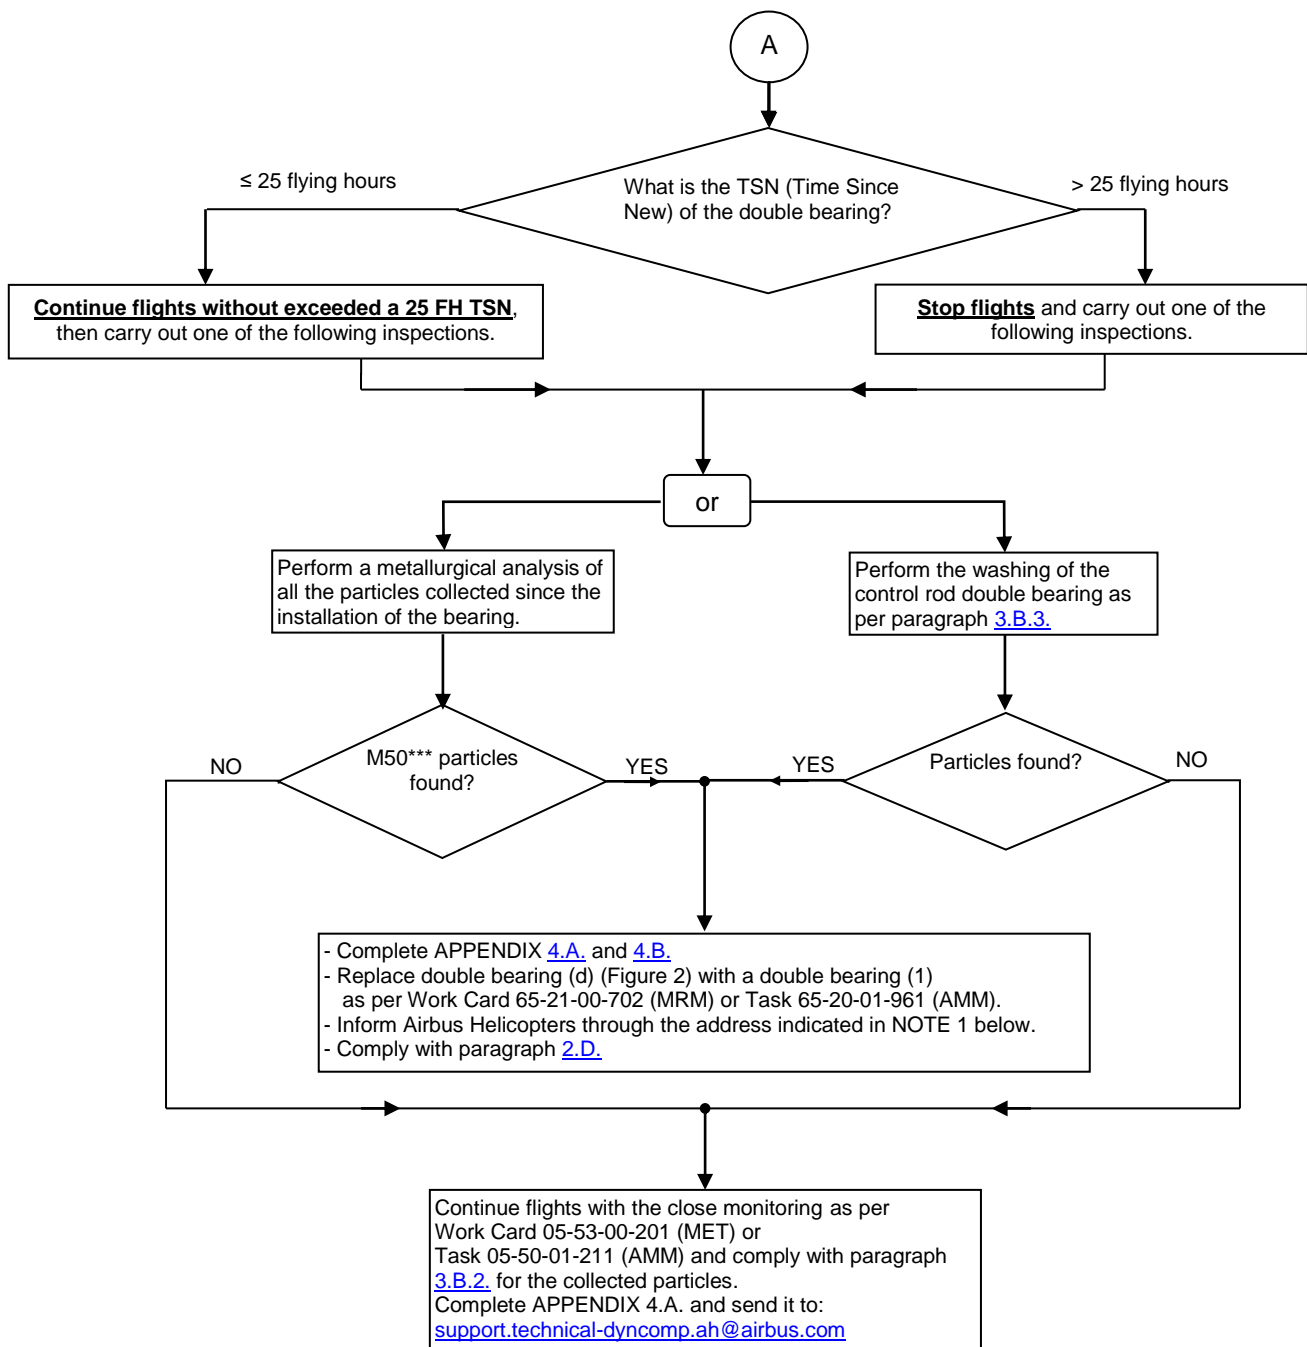 A
What is the TSN (Time Since
New) of the double bearing?
≤ 25 flying hours
> 25 flying hours
Continue flights without exceeded a 25 FH TSN,
then carry out one of the following inspections.
Stop flights and carry out one of the
following inspections.
or
Perform a metallurgical analysis of
all the particles collected since the
installation of the bearing.
Perform the washing of the
control rod double bearing as
per paragraph 3.B.3.
M50*** particles
found?
NO
YES
Particles found?
YES
NO
- Complete APPENDIX 4.A. and 4.B.
- Replace double bearing (d) (Figure 2) with a double bearing (1)
as per Work Card 65-21-00-702 (MRM) or Task 65-20-01-961 (AMM).
- Inform Airbus Helicopters through the address indicated in NOTE 1 below.
- Comply with paragraph 2.D.
Continue flights with the close monitoring as per
Work Card 05-53-00-201 (MET) or
Task 05-50-01-211 (AMM) and comply with paragraph
3.B.2. for the collected particles.
Complete APPENDIX 4.A. and send it to:
support.technical-dyncomp.ah@airbus.com